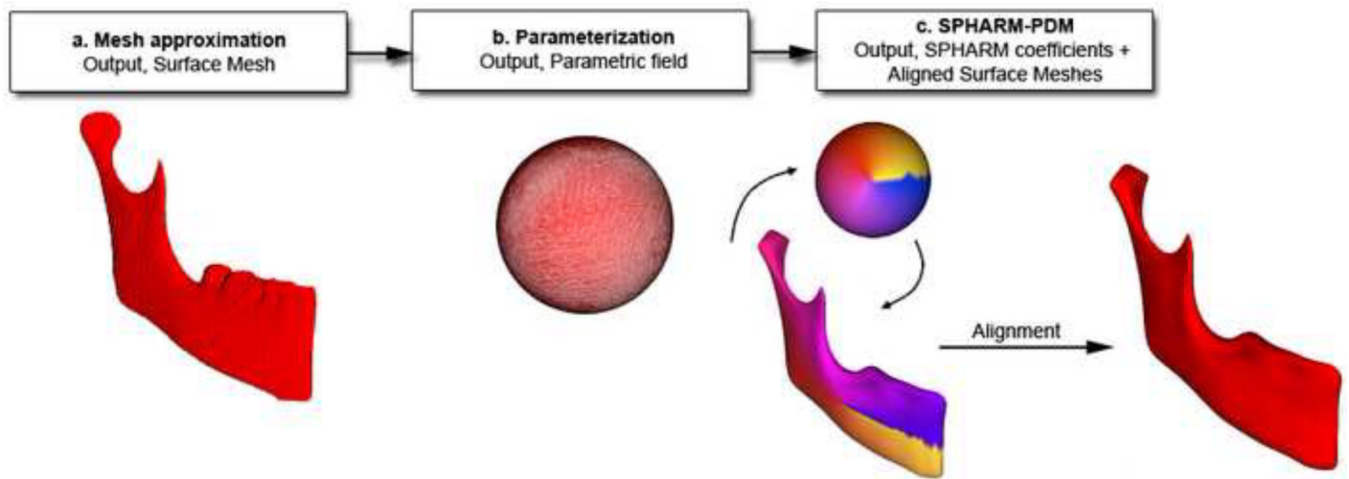 a. Mesh approximation
Output, Surface Mesh
b. Parameterization
Output, Parametric field
c. SPHARM-PDM
Output, SPHARM coefficients +
Aligned Surface Meshes
Alignment